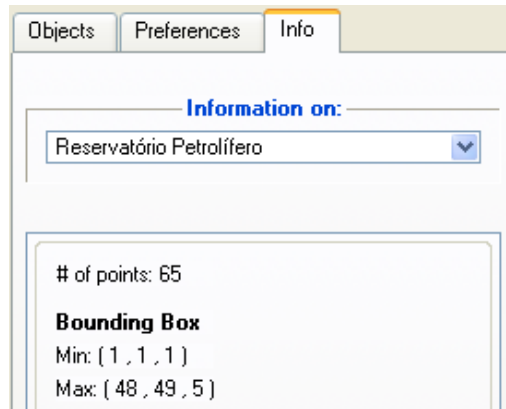 Objects Preferences Info
Information on:
Reservatório Petrolífero
# of points: 65
Bounding Box
Min: ( 1 , 1 , 1 )
Max: ( 48 , 49 , 5 )